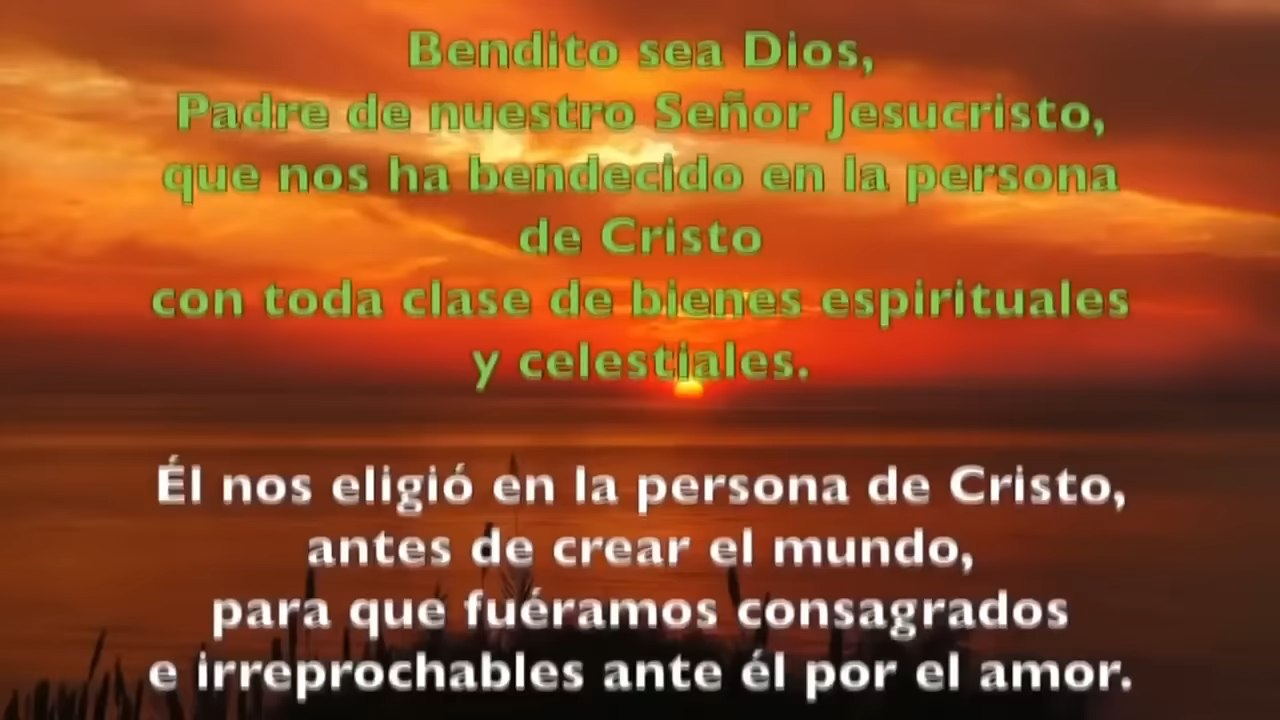 Bendito sea Dios,
Padre de nuestro Señor Jesucristo,
que nos ha bendecido en la persona
de Cristo
con toda clase de bienes espirituales
y celestiales.
Él nos eligió en la persona de Cristo,
antes de crear el mundo,
para que fuéramos consagrados
e irreprochables ante él por el amor.